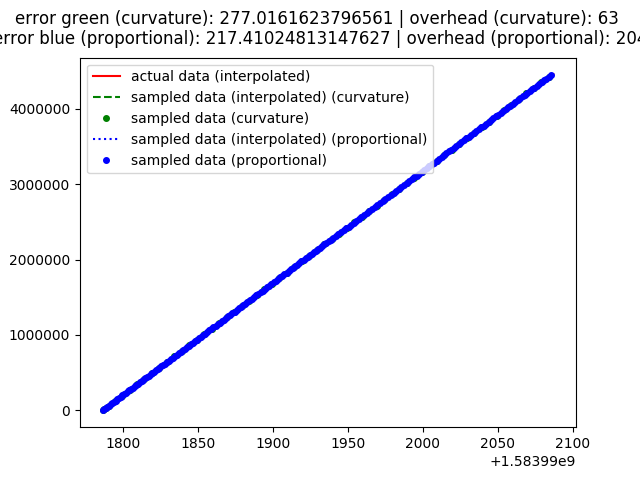 error green (curvature): 277.0161623796561 | overhead (curvature): 63
error blue (proportional): 217.41024813147627 | overhead (proportional): 204
actual data (interpolated)
sampled data (interpolated) (curvature)
sampled data (curvature)
sampled data (interpolated) (proportional)
sampled data (proportional)
4000000
3000000
2000000
1000000
0
1800 1850 1900 1950 2000 2050 2100
+1.58399e9